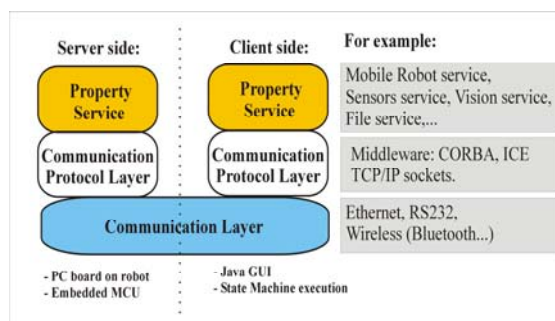 Server side:
Client side:
For example:
Property
Service
Property
Service
Mobile Robot service,
Sensors service, Vision service,
File service,...
Communication
Protocol Layer
Communication
Protocol Layer
Middleware: CORBA, ICE
TCP/IP sockets.
Communication Layer
Ethernet, RS232,
Wireless (Bluetooth...)
- PC board on robot
- Embedded MCU
- Java GUI
- State Machine execution